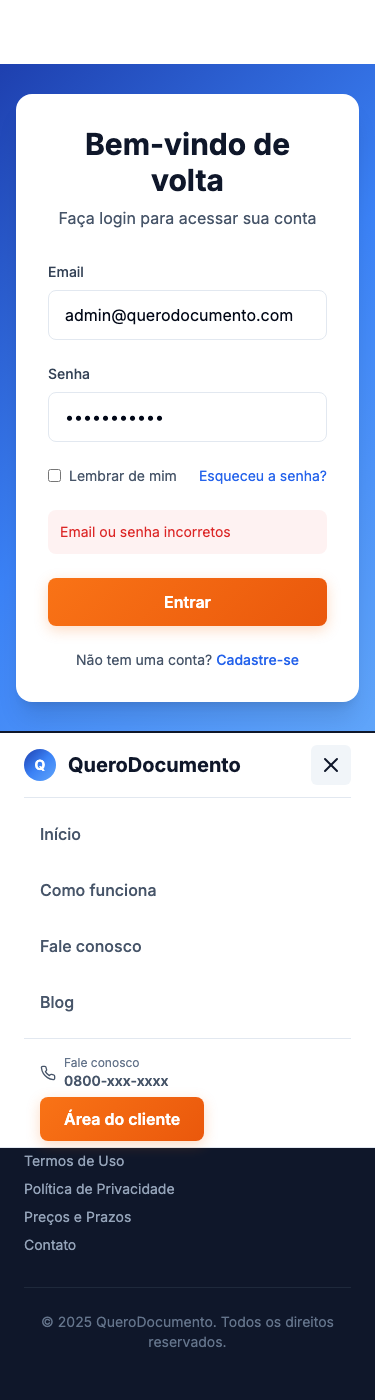 Bem-vindo de
volta
Faça login para acessar sua conta
Email
admin@querodocumento.com
Senha
•••••••••••
Lembrar de mim
Esqueceu a senha?
Email ou senha incorretos
Entrar
Não tem uma conta? Cadastre-se
Q
QueroDocumento
Início
Como funciona
Fale conosco
Blog
Fale conosco
0800-xxx-xxxx
Área do cliente
Termos de Uso
Política de Privacidade
Preços e Prazos
Contato
© 2025 QueroDocumento. Todos os direitos
reservados.